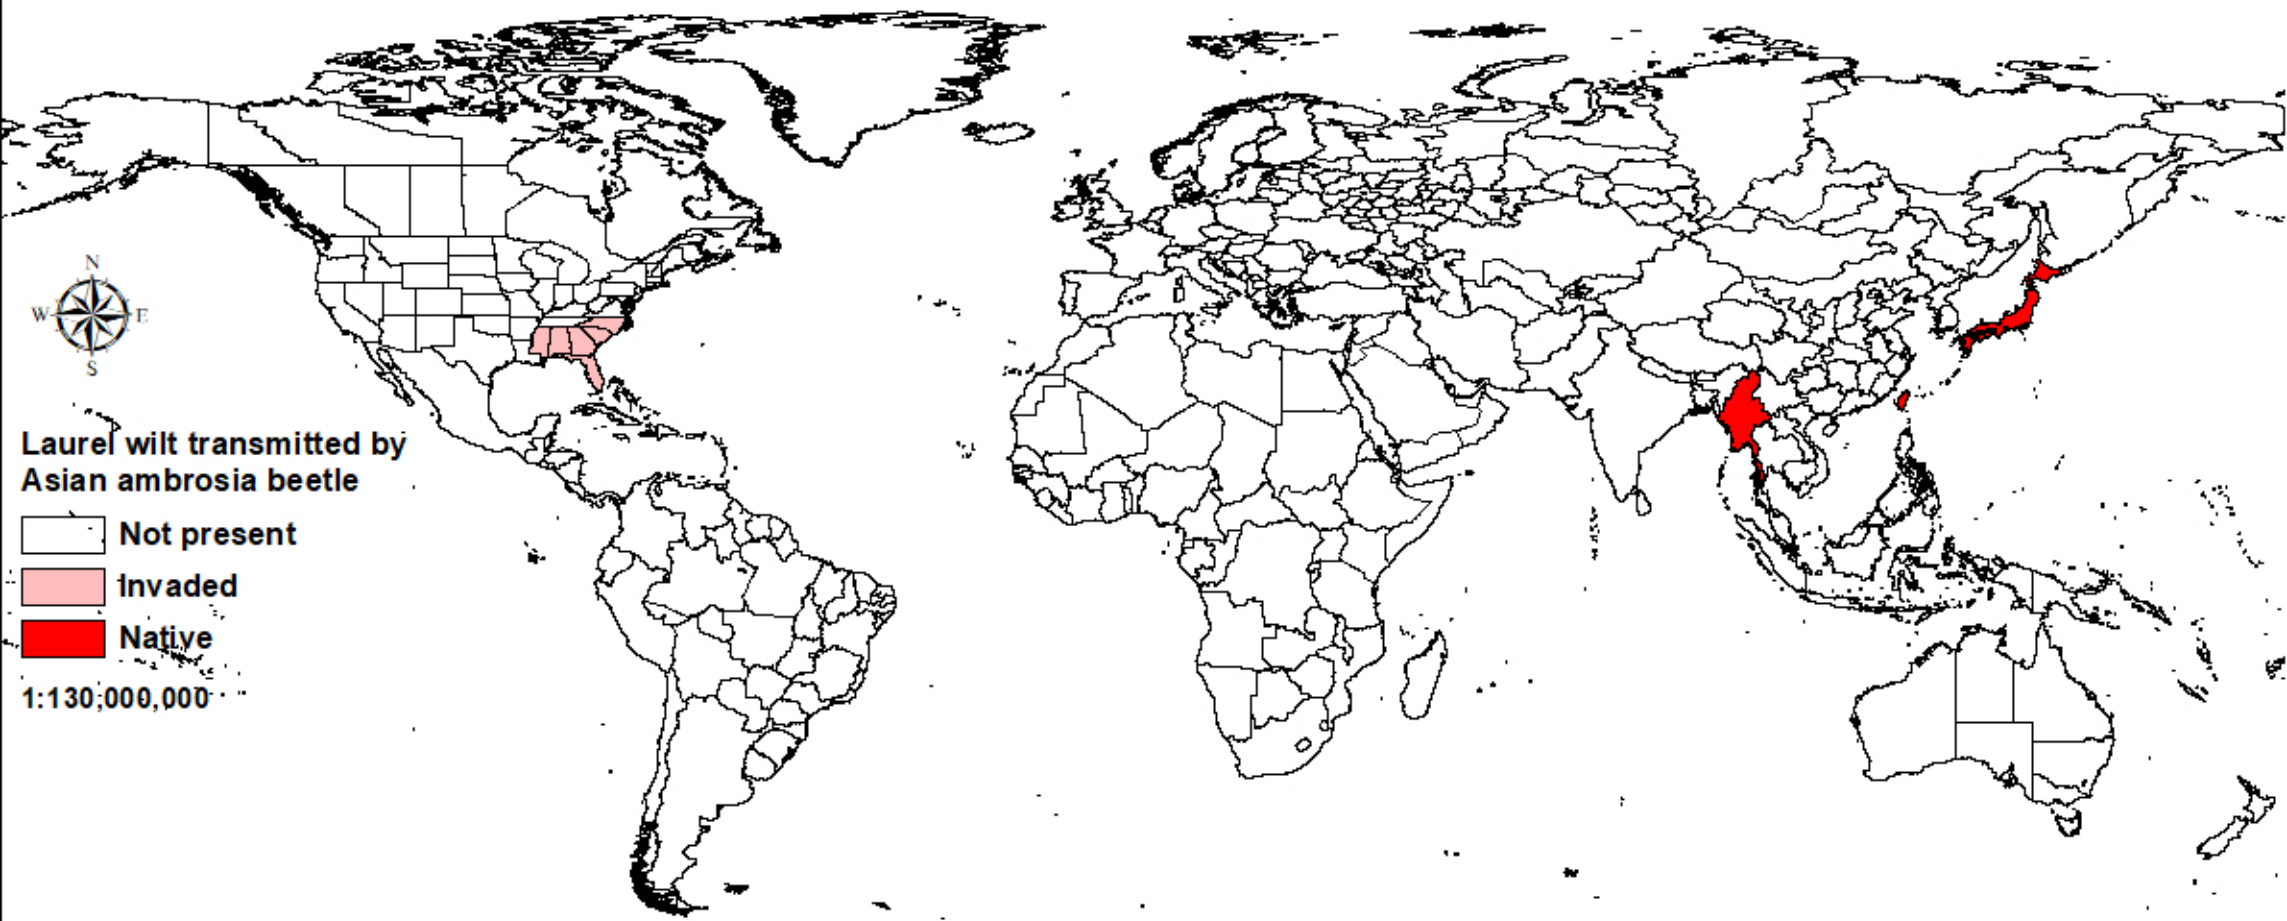 N
W E
S
Laurel wilt transmitted by
Asian ambrosia beetle
Not present
Invaded
Native
1:130,000,000